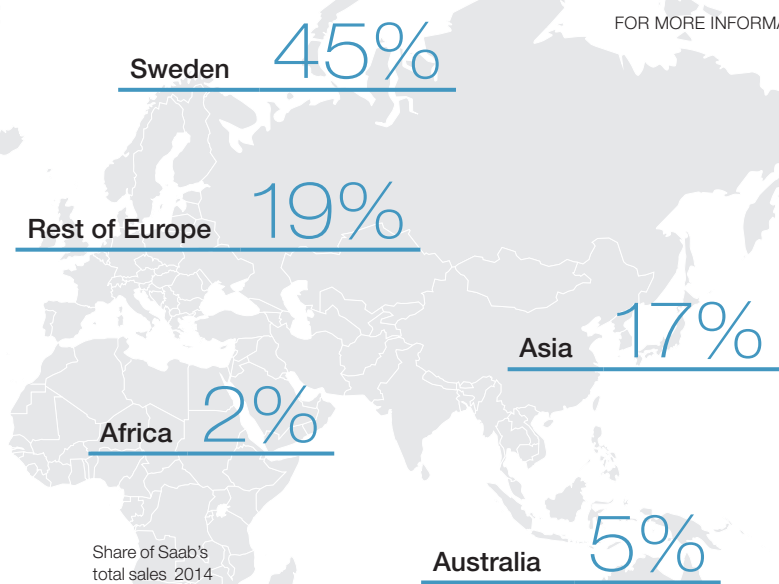 FOR MORE INFORMA
Sweden 45%
Rest of Europe 19%
Asia 17%
Africa 2%
Share of Saab's
total sales 2014
Australia 5%